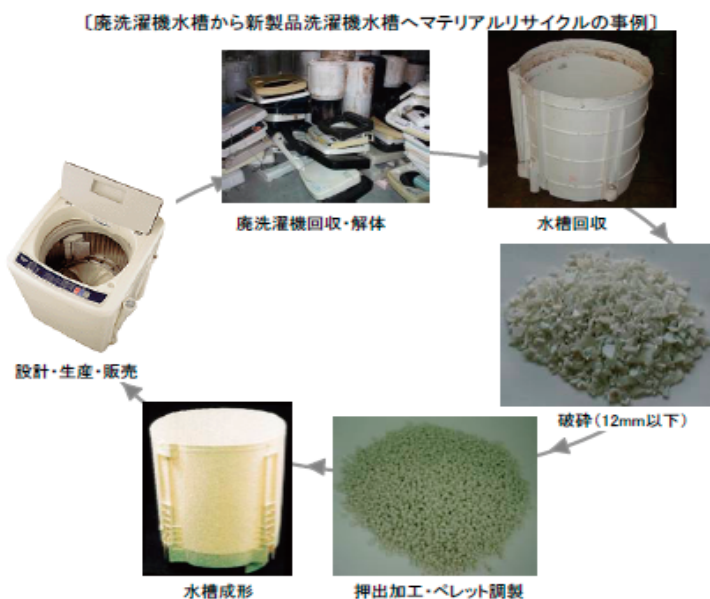 〔廃洗濯機水槽から新製品洗濯機水槽へマテリアルリサイクルの事例〕
廃洗濯機回収・解体
水槽回収
設計・生産・販売
破砕(12mm以下)
水槽成形
押出加工・ペレット調製